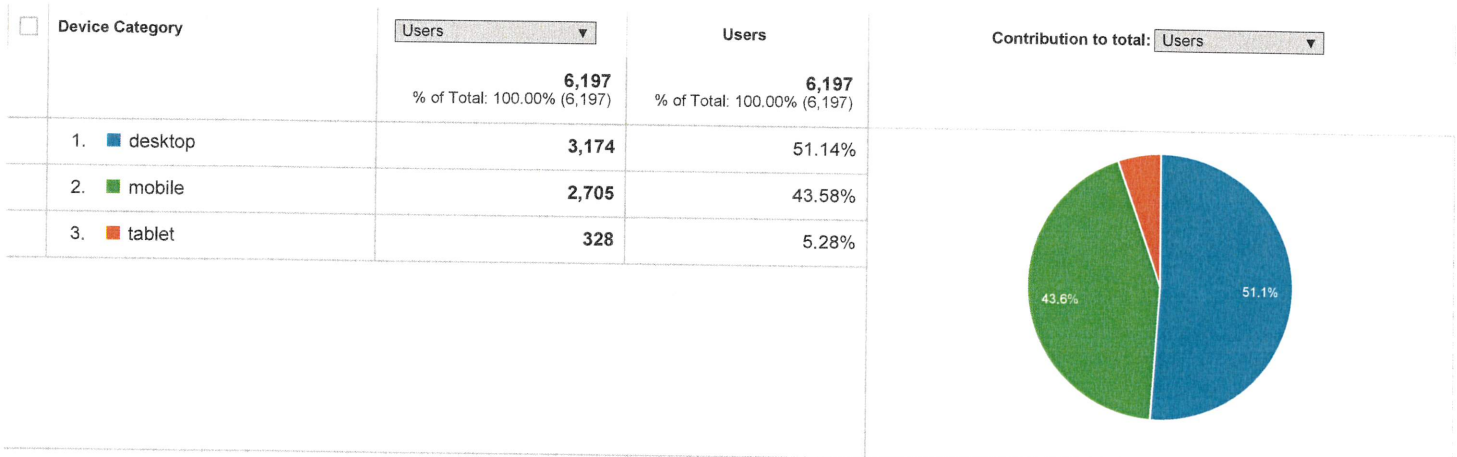 Device Category
Users ▼
Users
Contribution to total: Users ▼
6,197
% of Total: 100.00% (6,197)
6,197
% of Total: 100.00% (6,197)
1. desktop
3,174
51.14%
2. mobile
2,705
43.58%
3. tablet
328
5.28%
43.6%
51.1%